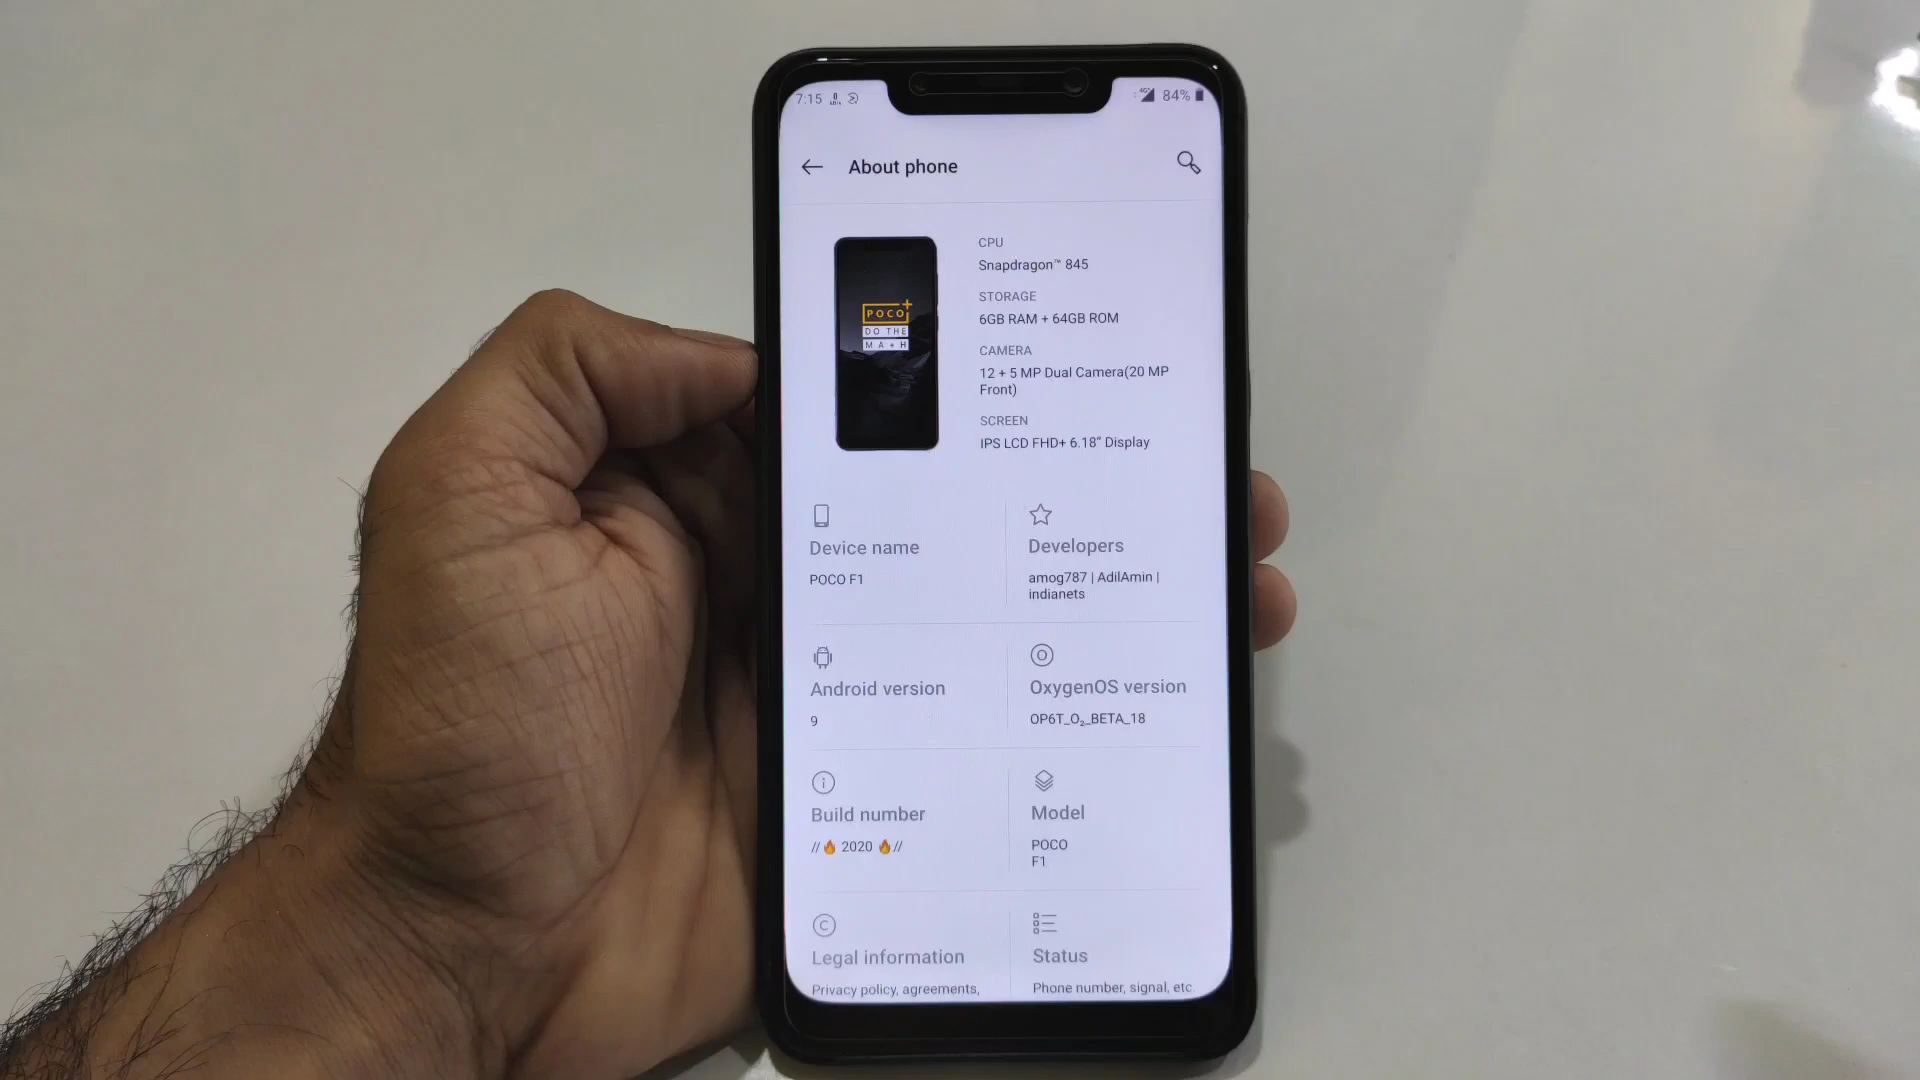 7:15
4G+ 84%
About phone
CPU
Snapdragon™ 845
STORAGE
6GB RAM + 64GB ROM
POCO
DO THE
MA+H
CAMERA
12 + 5 MP Dual Camera(20 MP
Front)
SCREEN
IPS LCD FHD+ 6.18” Display
Device name
POCO F1
Developers
amog787 | AdilAmin |
indianets
Android version
9
OxygenOS version
OP6T_O₂_BETA_18
Build number
//🔥 2020 🔥//
Model
POCO
F1
Legal information
Privacy policy, agreements,
Status
Phone number, signal, etc.